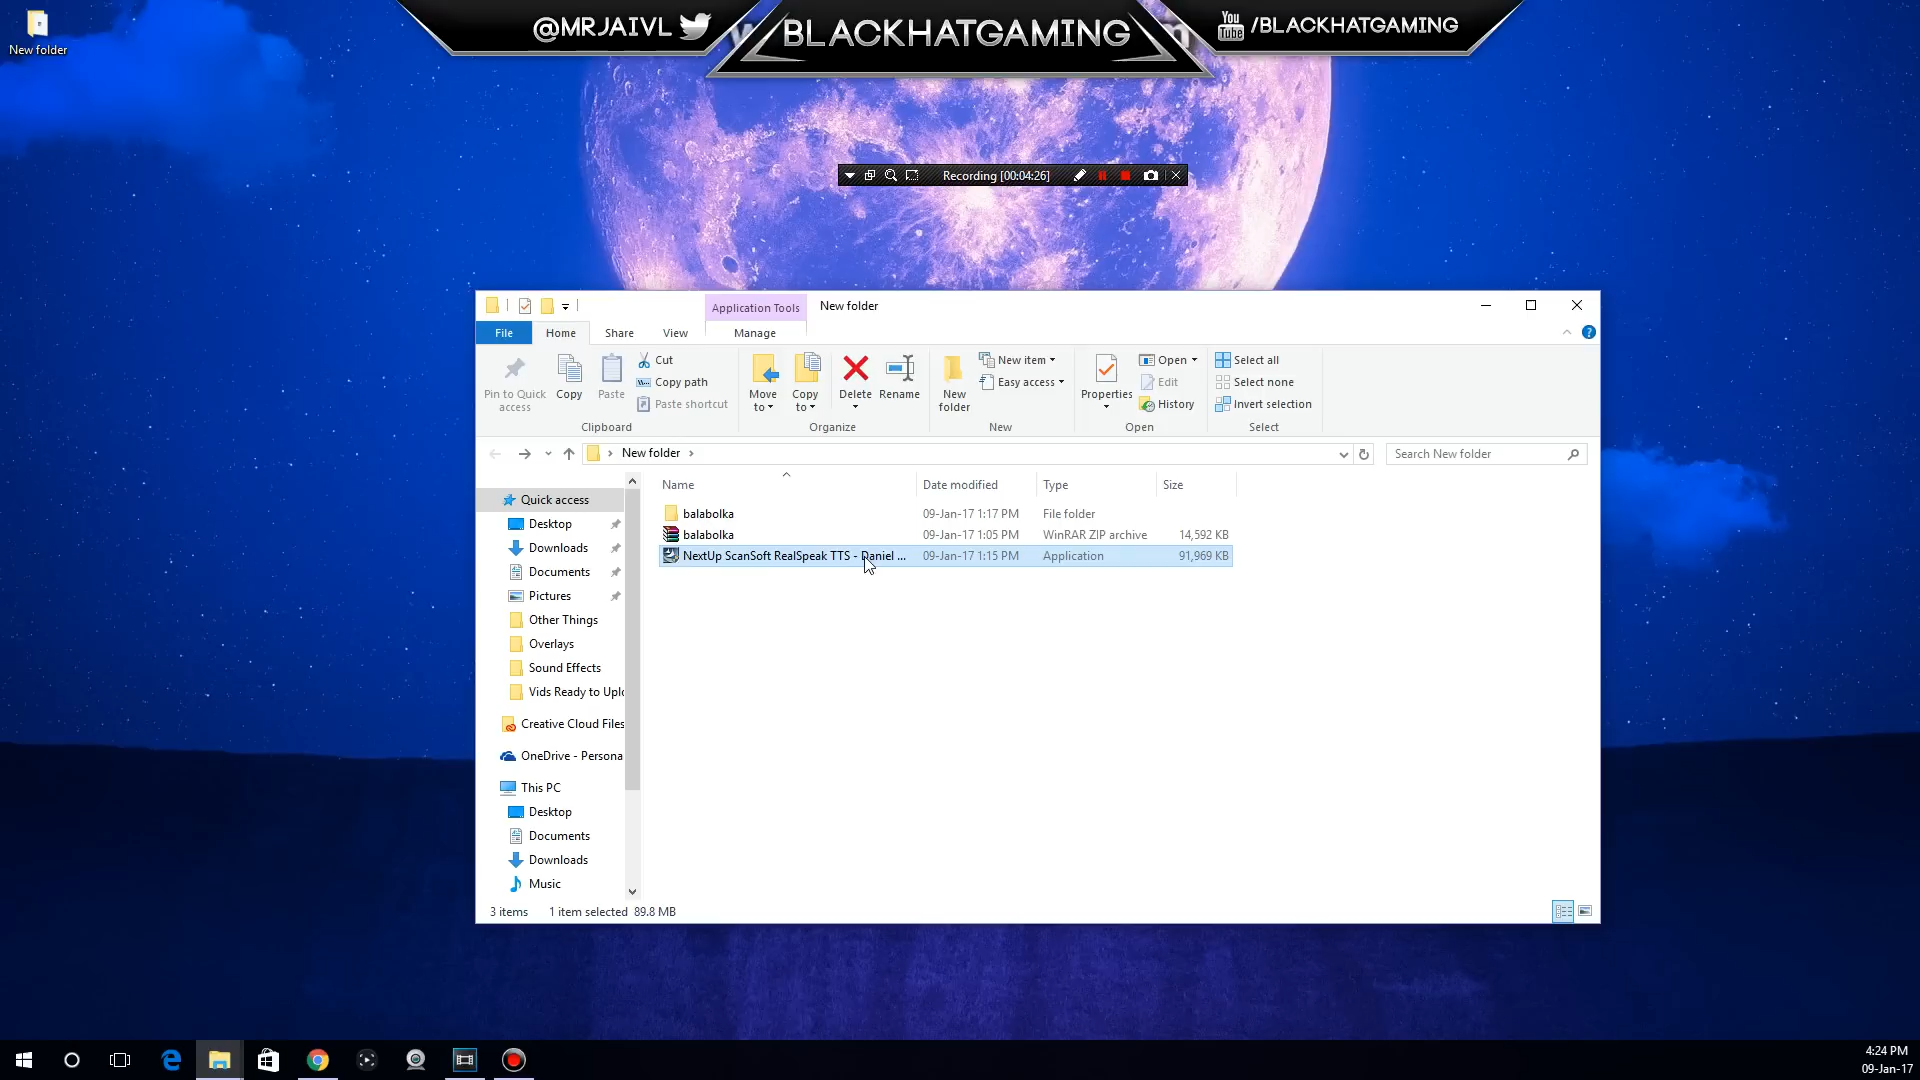 New folder
@MRJAIVL
BLACKHATGAMING
You Tube /BLACKHATGAMING
Recording [00:04:26]
Application Tools
New folder
File
Home
Share
View
Manage
Pin to Quick access
Copy
Paste
Cut
Copy path
Paste shortcut
Clipboard
Move to
Copy to
Delete
Rename
Organize
New folder
New item
Easy access
New
Properties
Open
Edit
History
Open
Select all
Select none
Invert selection
Select
New folder
Search New folder
Name
Date modified
Type
Size
balabolka 09-Jan-17 1:17 PM File folder
balabolka 09-Jan-17 1:05 PM WinRAR ZIP archive 14,592 KB
NextUp ScanSoft RealSpeak TTS - Daniel ... 09-Jan-17 1:15 PM Application 91,969 KB
Quick access
Desktop
Downloads
Documents
Pictures
Other Things
Overlays
Sound Effects
Vids Ready to Uplo
Creative Cloud Files
OneDrive - Persona
This PC
Desktop
Documents
Downloads
Music
3 items 1 item selected 89.8 MB
4:24 PM
09-Jan-17